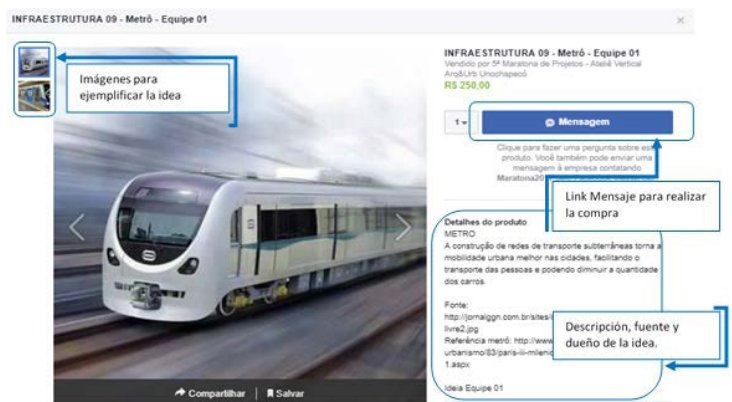 INFRAESTRUTURA 09 - Metrô - Equipe 01
Imágenes para
ejemplificar la idea
Compartilhar
Salvar
INFRAESTRUTURA 09 - Metrô - Equipe 01
Vendido por 5ª Maratona de Projetos - Ateliê Vertical
Arq&Urb Unochapecó
R$ 250,00
1
Mensagem
Clique para fazer uma pergunta sobre este
produto. Você também pode enviar uma
mensagem à empresa contatando
Link Mensaje para realizar
la compra
Detalhes do produto
METRO
A construção de redes de transporte subterrâneas torna a
mobilidade urbana melhor nas cidades, facilitando o
transporte das pessoas e podendo diminuir a quantidade
dos carros.
Fonte:
http://jornalggn.com.br/sites/
livre2.jpg
Referência metrô: http://www
urbanismo/83/paris-iii-milenio
1.aspx
Descripción, fuente y
dueño de la idea.
Ideia Equipe 01